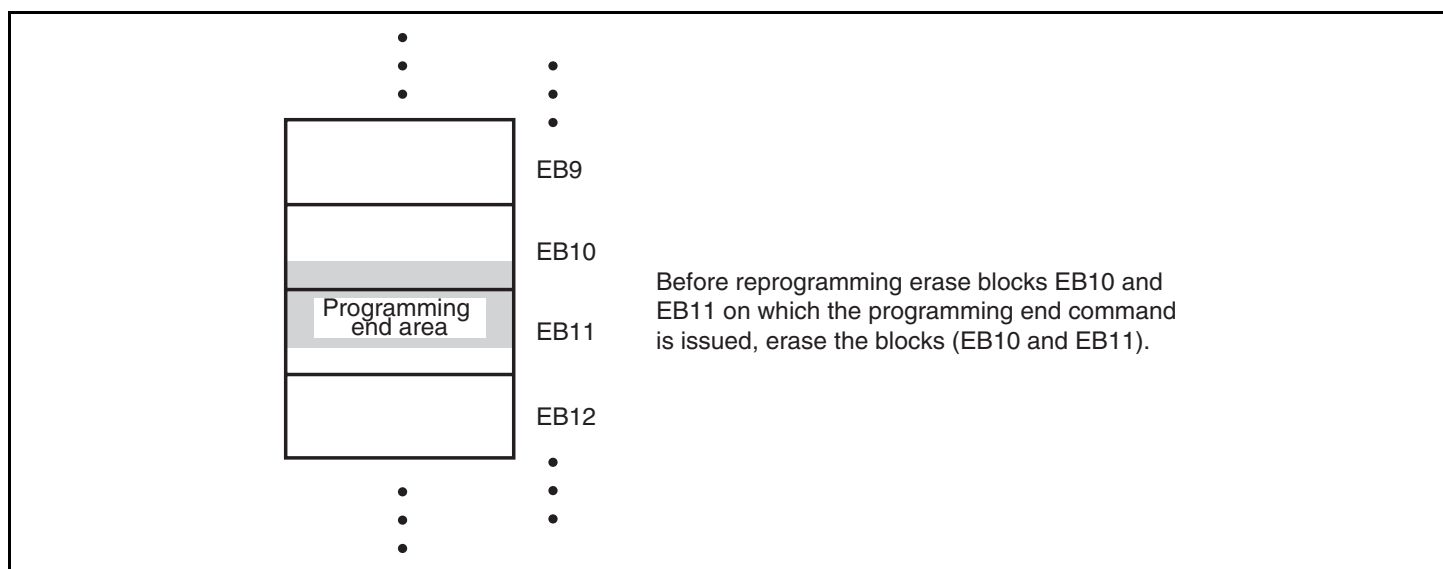 EB9
EB10
Programming
end area
EB11
EB12
Before reprogramming erase blocks EB10 and
EB11 on which the programming end command
is issued, erase the blocks (EB10 and EB11).